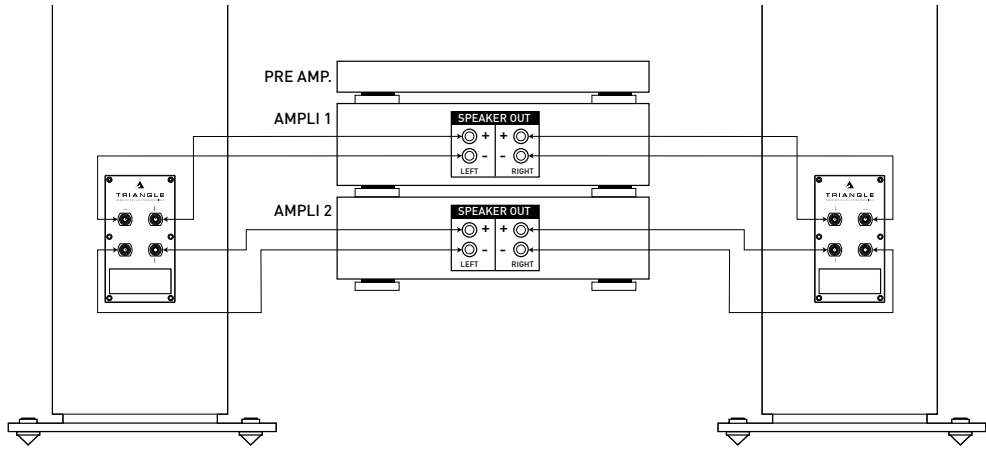 PRE AMP.
AMPLI 1
SPEAKER OUT
+ +
- -
LEFT RIGHT
TRIANGLE
TRIANGLE
AMPLI 2
SPEAKER OUT
+ +
- -
LEFT RIGHT